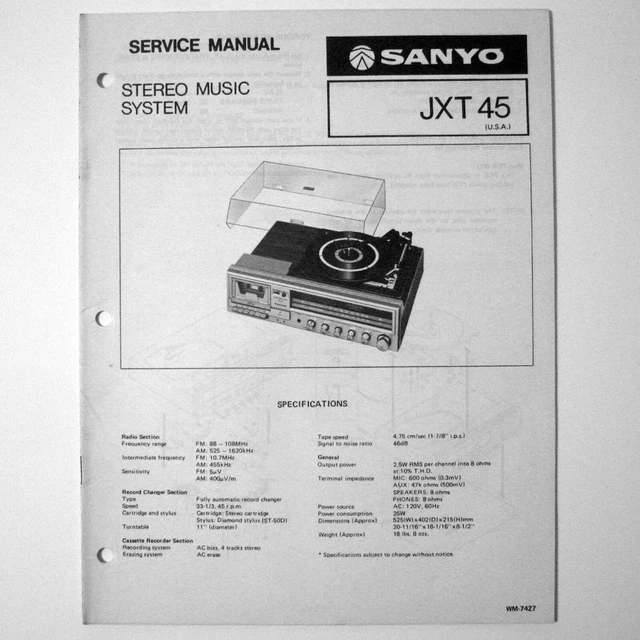 SERVICE MANUAL
SANYO
STEREO MUSIC
SYSTEM
JXT 45
(U.S.A.)
SPECIFICATIONS
Radio Section
Frequency range FM: 88 – 108MHz
AM: 525 – 1620kHz
Intermediate frequency FM: 10.7MHz
AM: 455kHz
Sensitivity FM: 5μV
AM: 400μV/m
Record Changer Section
Type Fully automatic record changer
Speed 33-1/3, 45 r.p.m
Cartridge and stylus Cartridge: Stereo cartridge
Stylus: Diamond stylus (ST-50D)
Turntable 11" (diameter)
Cassette Recorder Section
Recording system AC bias, 4 tracks stereo
Erasing system AC erase
Tape speed 4.75 cm/sec (1-7/8" i.p.s.)
Signal to noise ratio 46dB
General
Output power 2.5W RMS per channel into 8 ohms
at 10% T.H.D.
Terminal impedance MIC: 600 ohms (0.3mV)
AUX: 47k ohms (500mV)
SPEAKERS: 8 ohms
PHONES: 8 ohms
Power source AC: 120V, 60Hz
Power consumption 25W
Dimensions (Approx) 525(W) x 402(D) x 215(H)mm
20-11/16" x 16-1/16" x 8-1/2"
Weight (Approx) 18 lbs. 8 ozs.
* Specifications subject to change without notice.
WM-7427